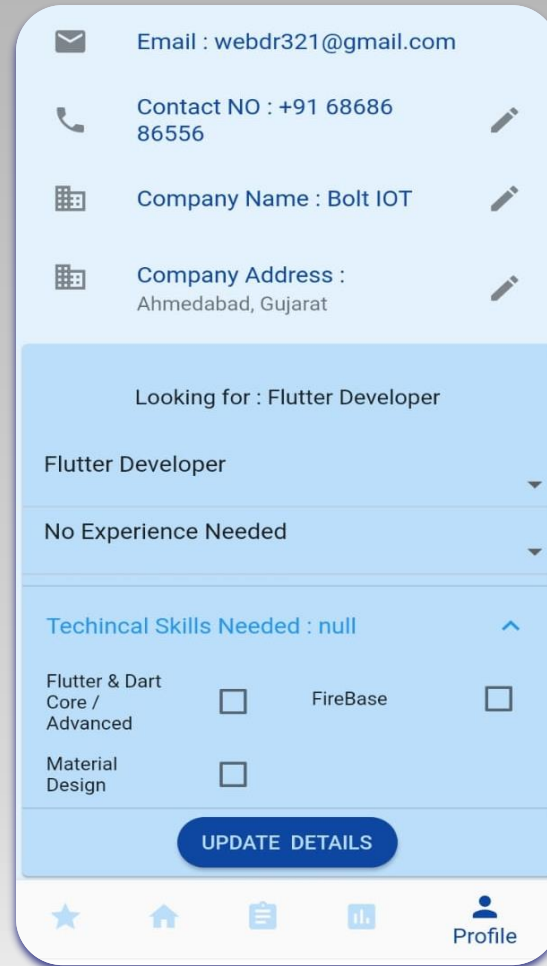 Email : webdr321@gmail.com
Contact NO : +91 68686
86556
Company Name : Bolt IOT
Company Address :
Ahmedabad, Gujarat
Looking for : Flutter Developer
Flutter Developer
No Experience Needed
Techincal Skills Needed : null
Flutter & Dart
Core /
Advanced
FireBase
Material
Design
UPDATE DETAILS
Profile